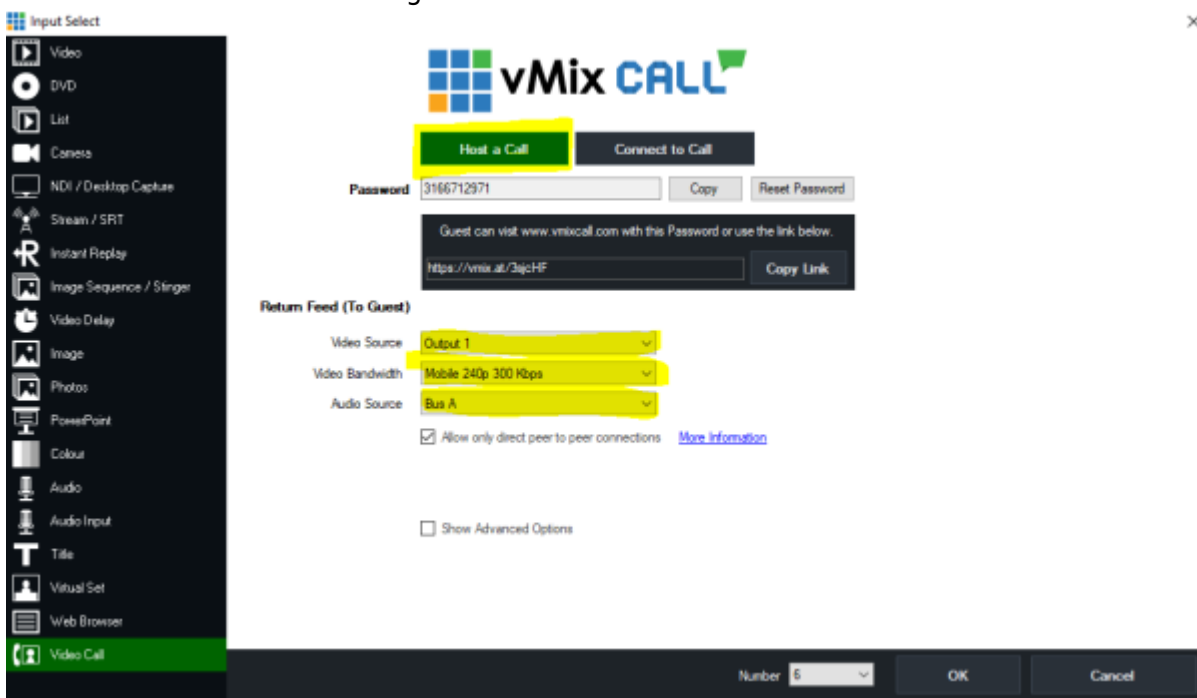 Input Select
Video
DVD
List
Camera
NDI / Desktop Capture
Stream / SRT
Instant Replay
Image Sequence / Stinger
Video Delay
Image
Photos
PowerPoint
Colour
Audio
Audio Input
Title
Virtual Set
Web Browser
Video Call
vMix CALL
Host a Call Connect to Call
Password 3166712971 Copy Reset Password
Guest can visit www.vmixcall.com with this Password or use the link below.
https://vmix.at/3sjcHF Copy Link
Return Feed (To Guest)
Video Source Output 1
Video Bandwidth Mobile 240p 300 Kbps
Audio Source Bus A
Allow only direct peer to peer connections More Information
Show Advanced Options
Number 6 OK Cancel